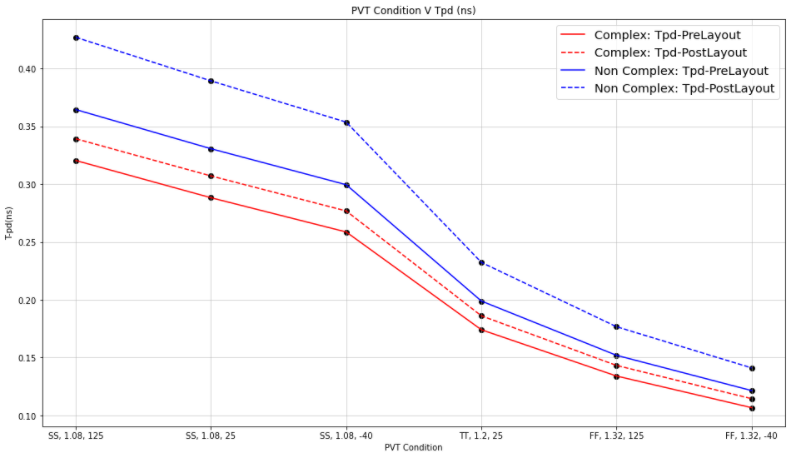 PVT Condition V Tpd (ns)
Complex: Tpd-PreLayout
Complex: Tpd-PostLayout
Non Complex: Tpd-PreLayout
Non Complex: Tpd-PostLayout
0.40
0.35
0.30
0.25
0.20
0.15
0.10
T-pd(ns)
SS, 1.08, 125
SS, 1.08, 25
SS, 1.08, -40
TT, 1.2, 25
FF, 1.32, 125
FF, 1.32, -40
PVT Condition